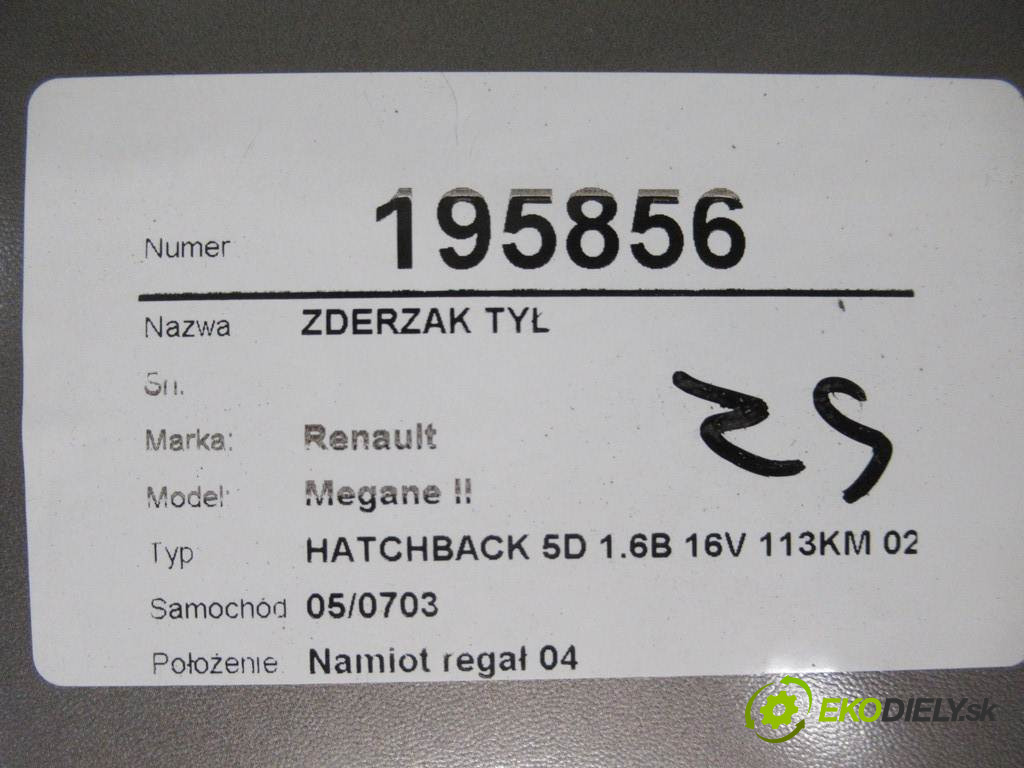 Numer 195856
Nazwa ZDERZAK TYŁ
Sn.
Marka: Renault
Model: Megane II
Typ HATCHBACK 5D 1.6B 16V 113KM 02
Samochód 05/0703
Położenie Namiot regał 04
EKODIELY.sk